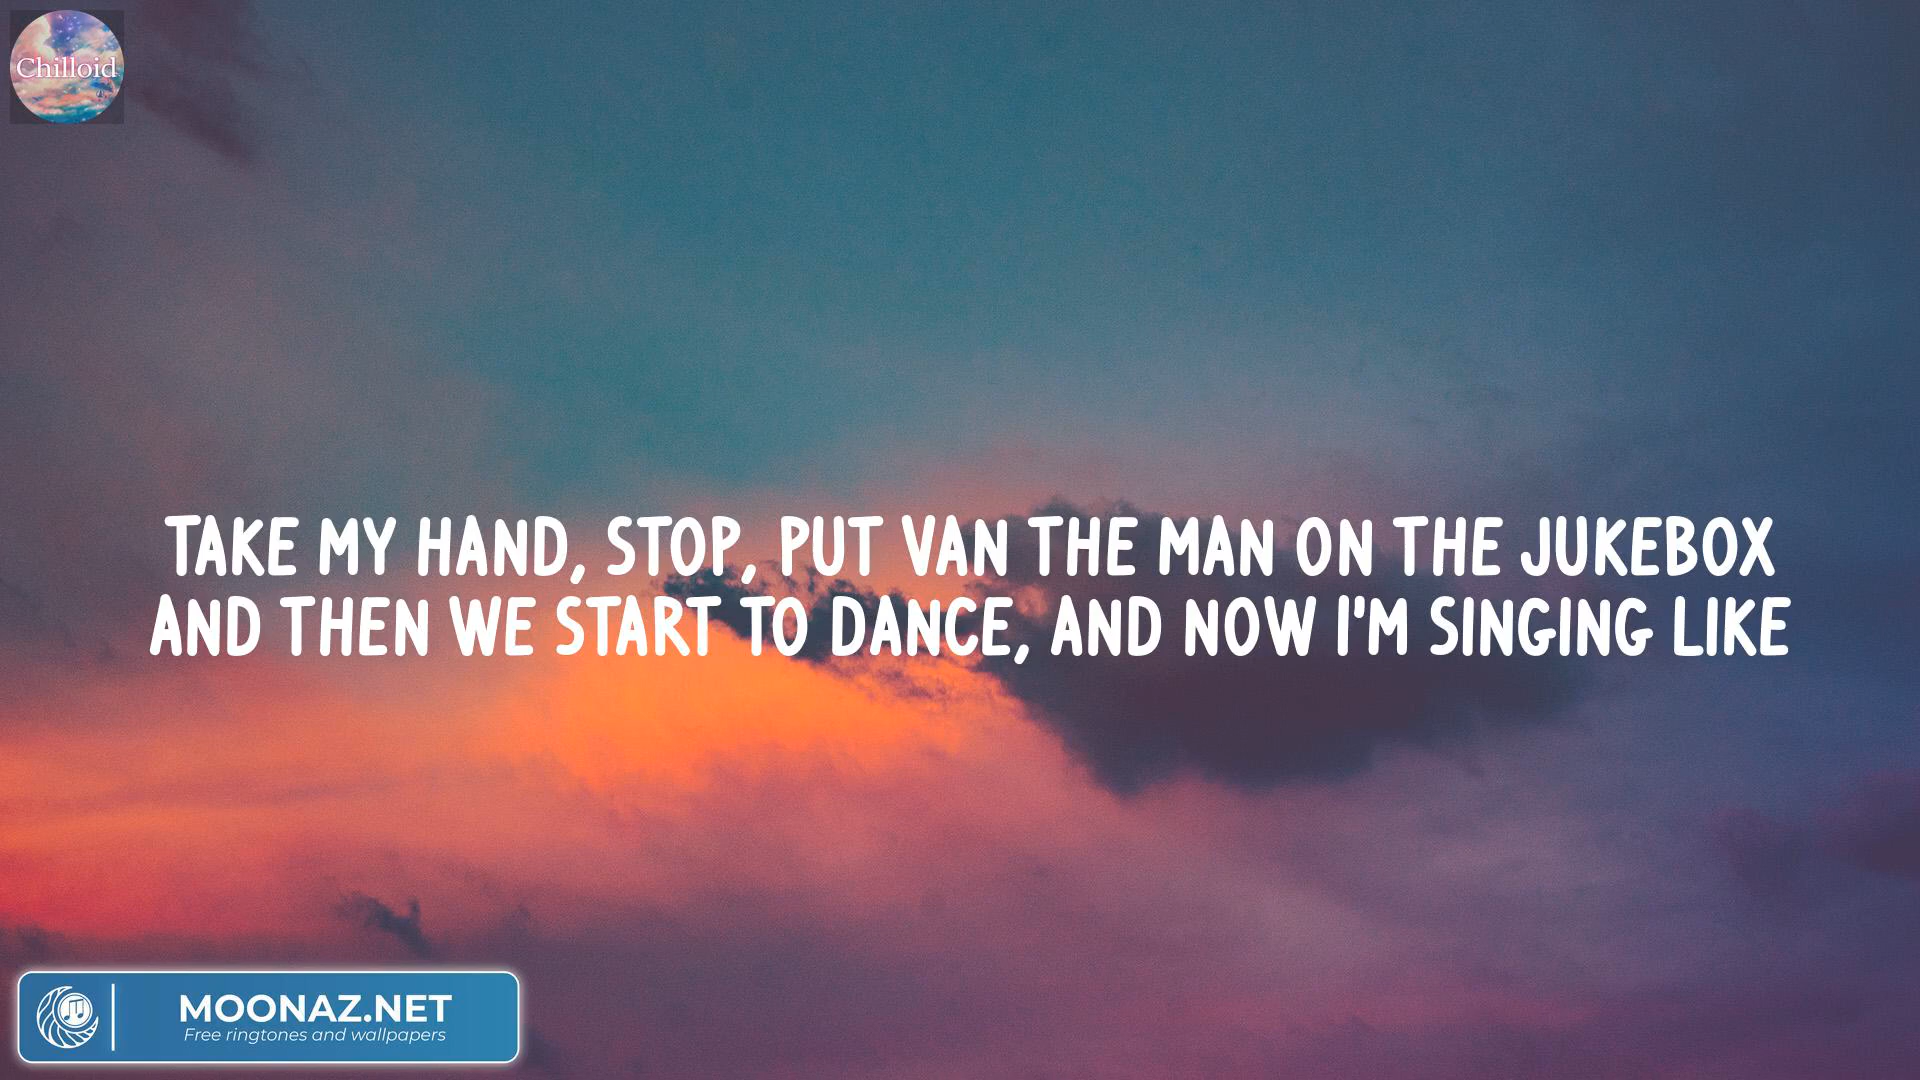 Chilloid
TAKE MY HAND, STOP, PUT VAN THE MAN ON THE JUKEBOX
AND THEN WE START TO DANCE, AND NOW I'M SINGING LIKE
MOONAZ.NET
Free ringtones and wallpapers